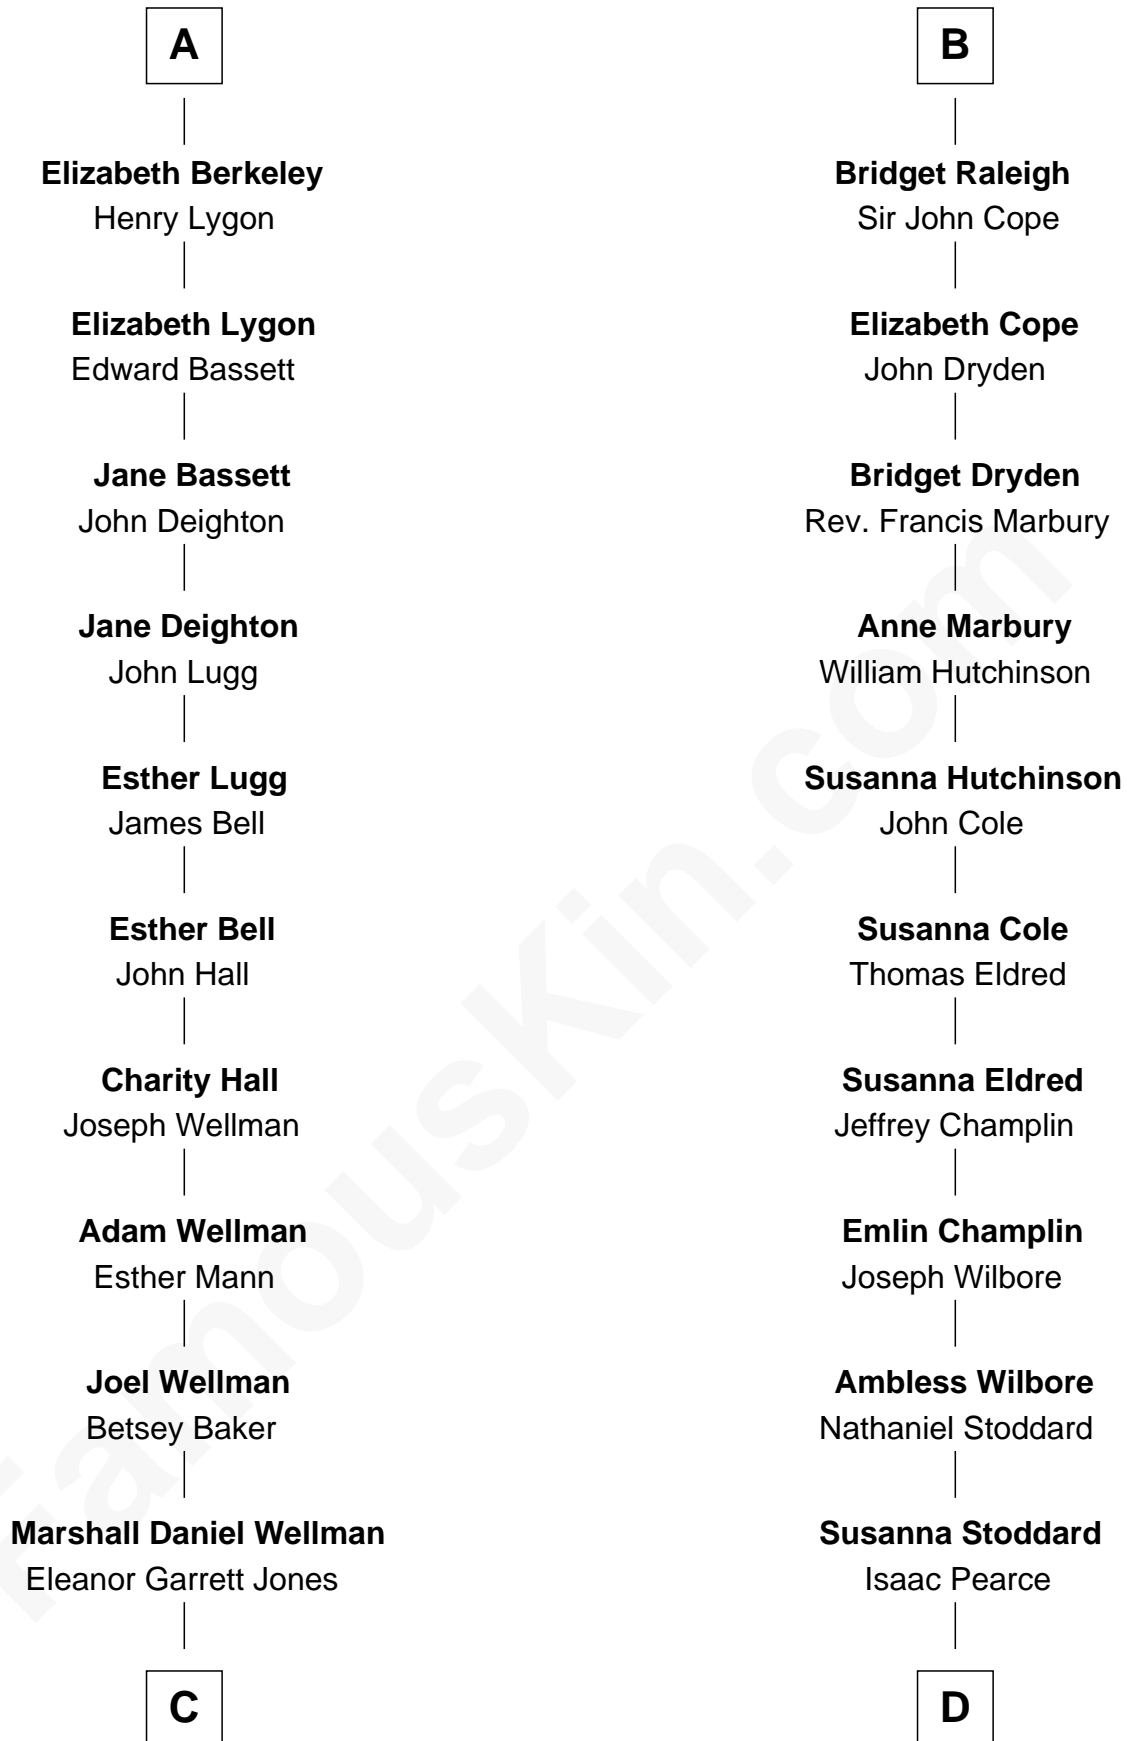 A
Elizabeth Berkeley
Henry Lygon
Elizabeth Lygon
Edward Bassett
Jane Bassett
John Deighton
Jane Deighton
John Lugg
Esther Lugg
James Bell
Esther Bell
John Hall
Charity Hall
Joseph Wellman
Adam Wellman
Esther Mann
Joel Wellman
Betsey Baker
Marshall Daniel Wellman
Eleanor Garrett Jones
C
B
Bridget Raleigh
Sir John Cope
Elizabeth Cope
John Dryden
Bridget Dryden
Rev. Francis Marbury
Anne Marbury
William Hutchinson
Susanna Hutchinson
John Cole
Susanna Cole
Thomas Eldred
Susanna Eldred
Jeffrey Champlin
Emlin Champlin
Joseph Wilbore
Ambless Wilbore
Nathaniel Stoddard
Susanna Stoddard
Isaac Pearce
D
FamousKin.com